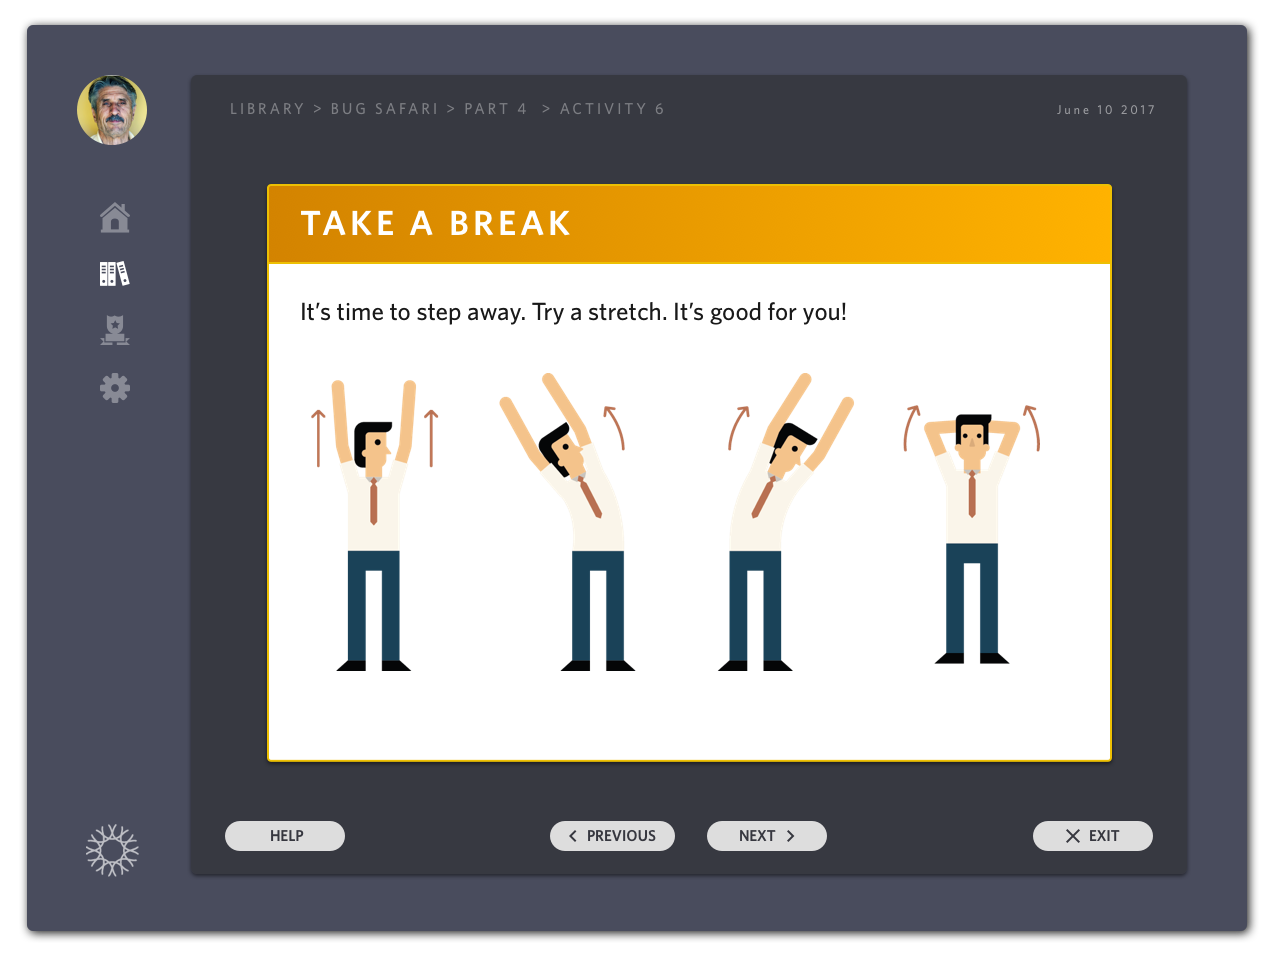 LIBRARY > BUG SAFARI > PART 4 > ACTIVITY 6
June 10 2017
TAKE A BREAK
It’s time to step away. Try a stretch. It’s good for you!
HELP
PREVIOUS
NEXT
EXIT